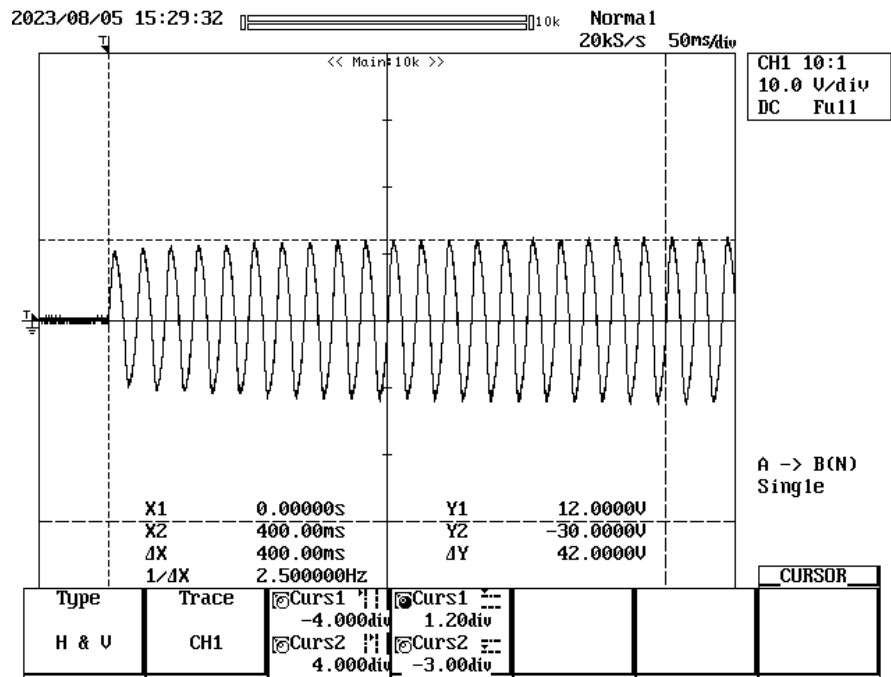 2023/08/05 15:29:32 10k Normal
20kS/s 50ms/div
T
<< Main:10k >>
CH1 10:1
10.0 V/div
DC Full
T
A -> B(N)
Single
X1 0.00000s Y1 12.0000V
X2 400.00ms Y2 -30.0000V
ΔX 400.00ms ΔY 42.0000V
1/ΔX 2.500000Hz
CURSOR
Type Trace Curs1 Curs1
-4.000div 1.20div
H & V CH1 Curs2 Curs2
4.000div -3.00div